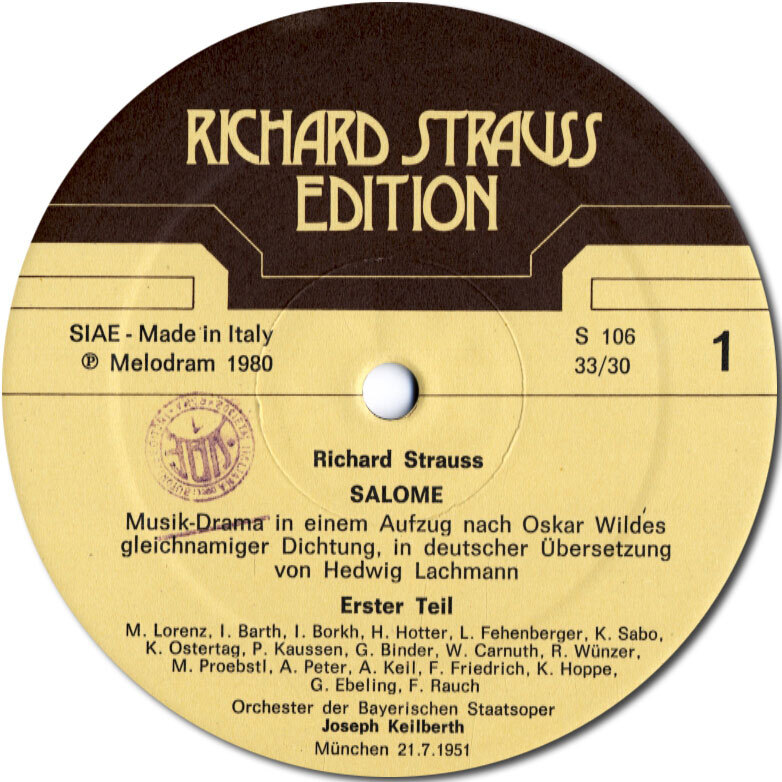 RICHARD STRAUSS
EDITION
SIAE - Made in Italy
℗ Melodram 1980
S 106
33/30
1
SIAE
Richard Strauss
SALOME
Musik-Drama in einem Aufzug nach Oskar Wildes
gleichnamiger Dichtung, in deutscher Übersetzung
von Hedwig Lachmann
Erster Teil
M. Lorenz, I. Barth, I. Borkh, H. Hotter, L. Fehenberger, K. Sabo,
K. Ostertag, P. Kaussen, G. Binder, W. Carnuth, R. Wünzer,
M. Proebstl, A. Peter, A. Keil, F. Friedrich, K. Hoppe,
G. Ebeling, F. Rauch
Orchester der Bayerischen Staatsoper
Joseph Keilberth
München 21.7.1951